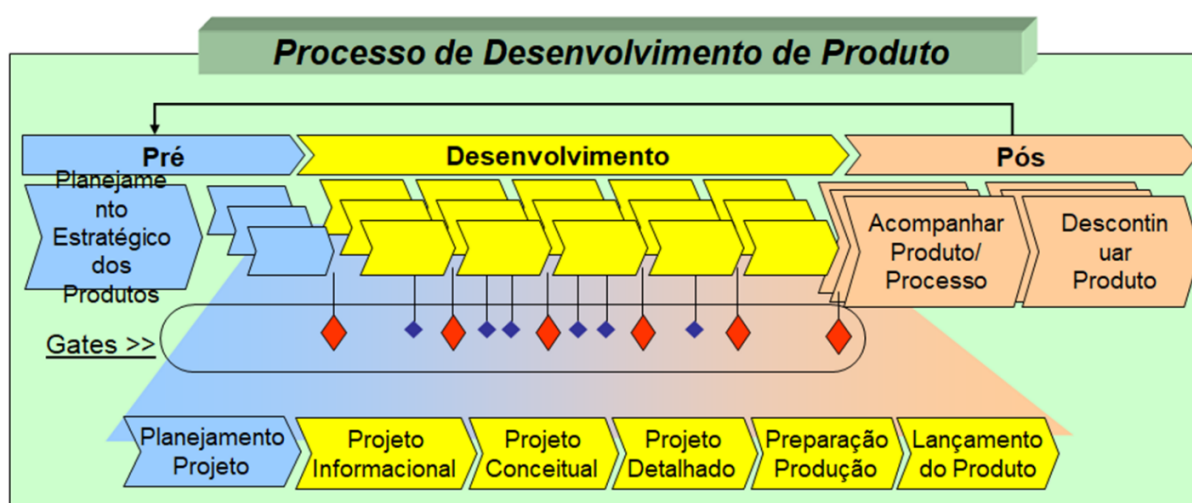 Processo de Desenvolvimento de Produto
Pré
Desenvolvimento
Pós
Planejame
nto
Estratégico
dos
Produtos
Acompanhar
Produto/
Processo
Descontin
uar
Produto
Gates >>
Planejamento
Projeto
Projeto
Informacional
Projeto
Conceitual
Projeto
Detalhado
Preparação
Produção
Lançamento
do Produto